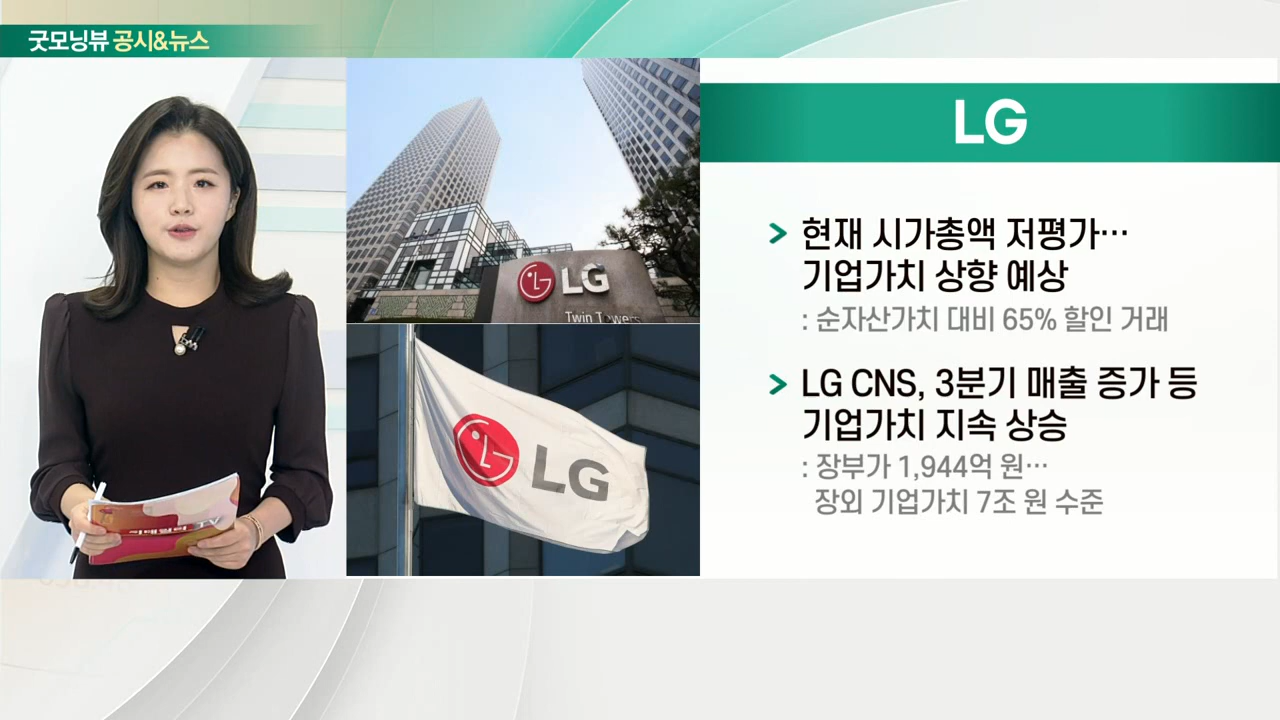 굿모닝뷰 공시&뉴스
LG
LG
Twin Towers
LG
> 현재 시가총액 저평가…
기업가치 상향 예상
: 순자산가치 대비 65% 할인 거래
> LG CNS, 3분기 매출 증가 등
기업가치 지속 상승
: 장부가 1,944억 원…
장외 기업가치 7조 원 수준